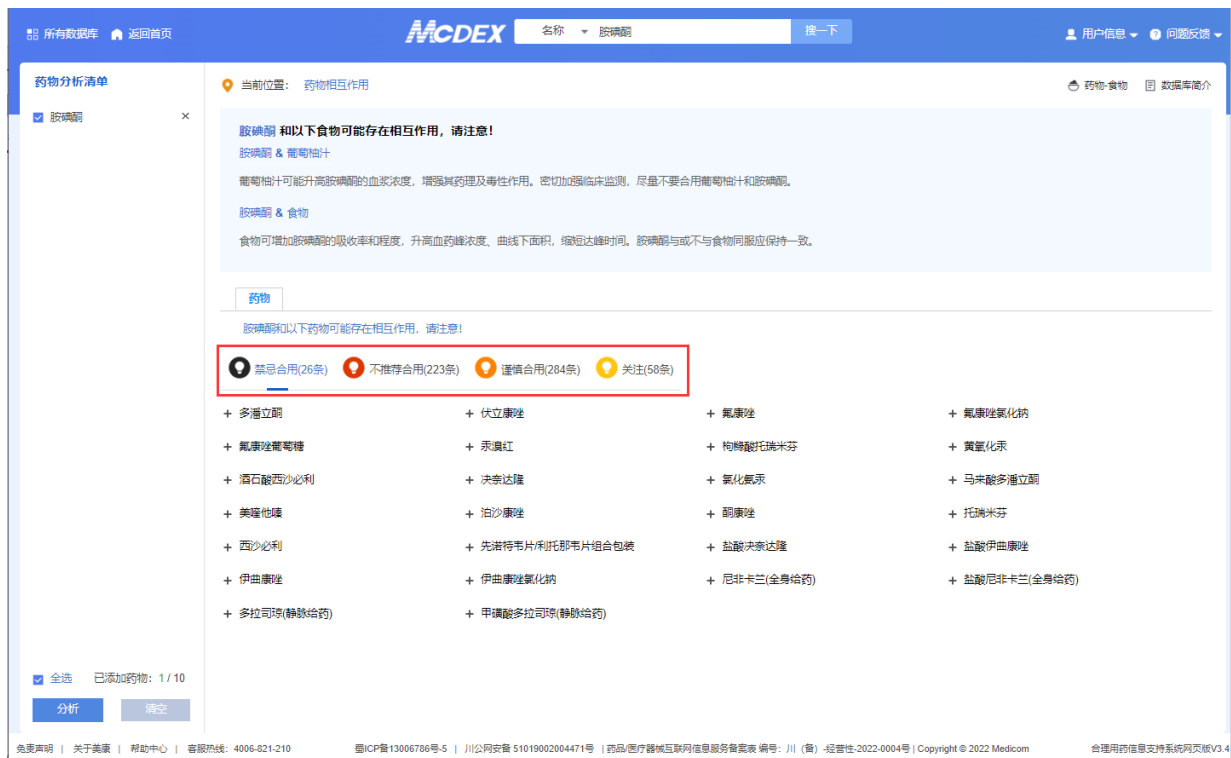 所有数据库 返回首页 MCDEX 名称 胺碘酮 搜一下 用户信息 问题反馈
药物分析清单
胺碘酮 ×
当前位置： 药物相互作用 药物-食物 数据库简介
胺碘酮 和以下食物可能存在相互作用，请注意！
胺碘酮 & 葡萄柚汁
葡萄柚汁可能升高胺碘酮的血浆浓度，增强其药理及毒性作用。密切加强临床监测，尽量不要合用葡萄柚汁和胺碘酮。
胺碘酮 & 食物
食物可增加胺碘酮的吸收率和程度，升高血药峰浓度、曲线下面积，缩短达峰时间。胺碘酮与或不与食物同服应保持一致。
药物
胺碘酮和以下药物可能存在相互作用，请注意!
禁忌合用(26条) 不推荐合用(223条) 谨慎合用(284条) 关注(58条)
+ 多潘立酮 + 伏立康唑 + 氟康唑 + 氟康唑氯化钠
+ 氟康唑葡萄糖 + 汞溴红 + 枸橼酸托瑞米芬 + 黄氧化汞
+ 酒石酸西沙必利 + 决奈达隆 + 氯化氨汞 + 马来酸多潘立酮
+ 美喹他嗪 + 泊沙康唑 + 酮康唑 + 托瑞米芬
+ 西沙必利 + 先诺特韦片/利托那韦片组合包装 + 盐酸决奈达隆 + 盐酸伊曲康唑
+ 伊曲康唑 + 伊曲康唑氯化钠 + 尼非卡兰(全身给药) + 盐酸尼非卡兰(全身给药)
+ 多拉司琼(静脉给药) + 甲磺酸多拉司琼(静脉给药)
全选 已添加药物：1 / 10
分析 清空
免责声明 | 关于美康 | 帮助中心 | 客服热线：4006-821-210 蜀ICP备13006786号-5 | 川公网安备 51019002004471号 | 药品/医疗器械互联网信息服务备案表 编号：川（备）-经营性-2022-0004号 | Copyright © 2022 Medicom 合理用药信息支持系统网页版V3.4